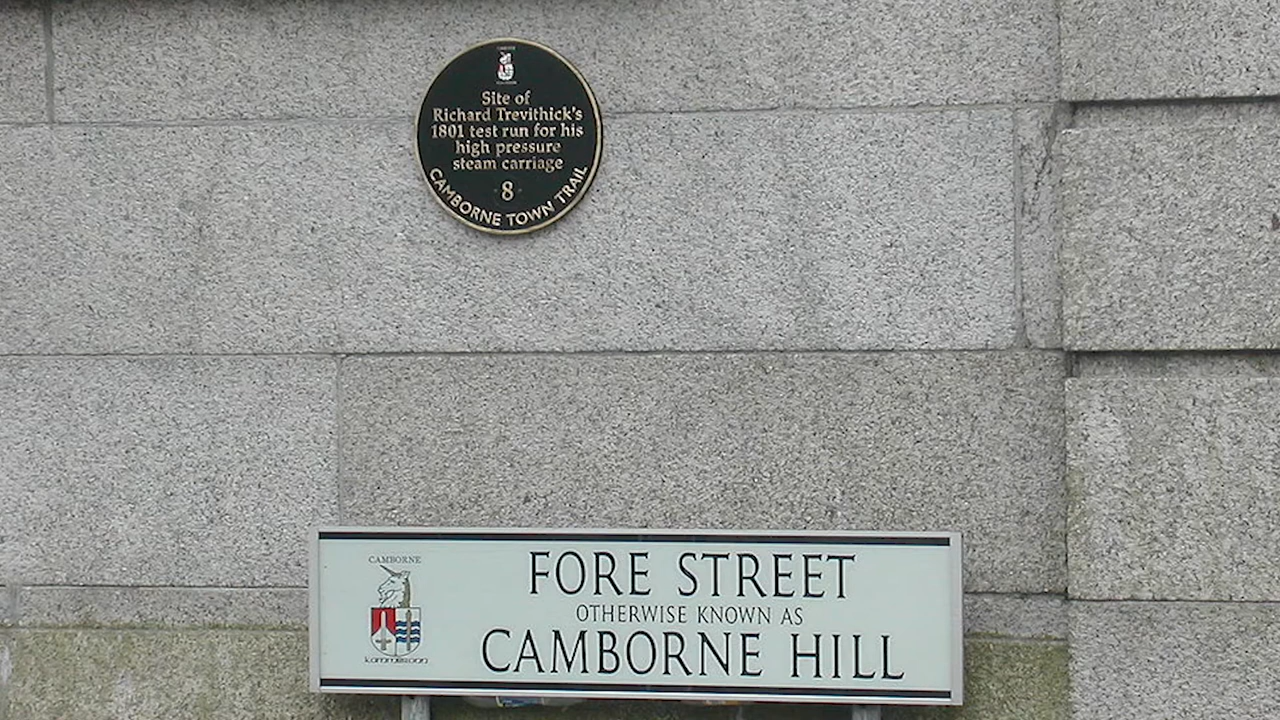 Site of
Richard Trevithick's
1801 test run for his
high pressure
steam carriage
8
CAMBORNE TOWN TRAIL
CAMBORNE
FORE STREET
OTHERWISE KNOWN AS
CAMBORNE HILL